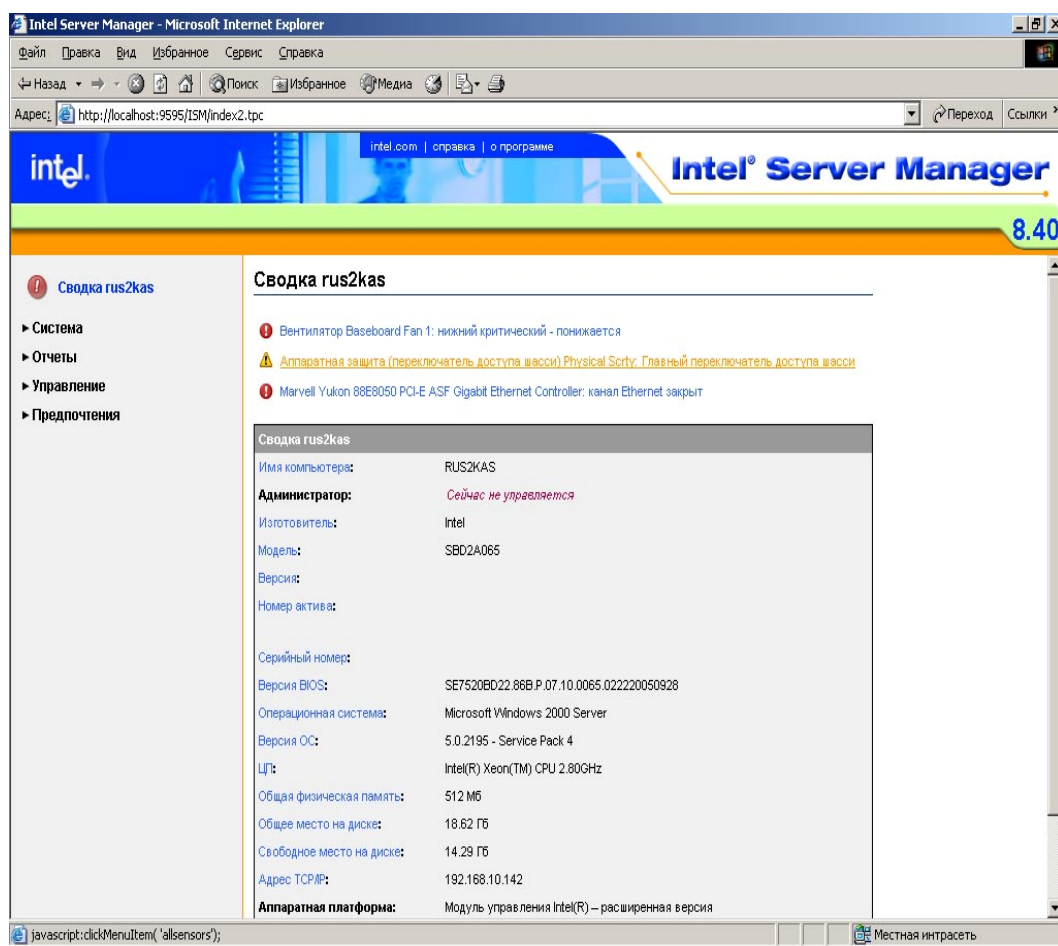 Intel Server Manager - Microsoft Internet Explorer
Файл Правка Вид Избранное Сервис Справка
Назад Поиск Избранное Медиа
Адрес: http://localhost:9595/ISM/index2.tpc Переход Ссылки
intel.com | справка | о программе
intel. Intel® Server Manager
8.40
Сводка rus2kas
Система
Отчеты
Управление
Предпочтения
Сводка rus2kas
Вентилятор Baseboard Fan 1: нижний критический - понижается
Аппаратная защита (переключатель доступа шасси) Physical Scrty: Главный переключатель доступа шасси
Marvell Yukon 88E8050 PCI-E ASF Gigabit Ethernet Controller: канал Ethernet закрыт
Сводка rus2kas
Имя компьютера: RUS2KAS
Администратор: Сейчас не управляется
Изготовитель: Intel
Модель: SBD2A065
Версия:
Номер актива:
Серийный номер:
Версия BIOS: SE7520BD22.86B.P.07.10.0065.022220050928
Операционная система: Microsoft Windows 2000 Server
Версия ОС: 5.0.2195 - Service Pack 4
ЦП: Intel(R) Xeon(TM) CPU 2.80GHz
Общая физическая память: 512 Мб
Общее место на диске: 18.62 Гб
Свободное место на диске: 14.29 Гб
Адрес TCP/IP: 192.168.10.142
Аппаратная платформа: Модуль управления Intel(R) – расширенная версия
javascript:clickMenuItem( 'allsensors'); Местная интрасеть